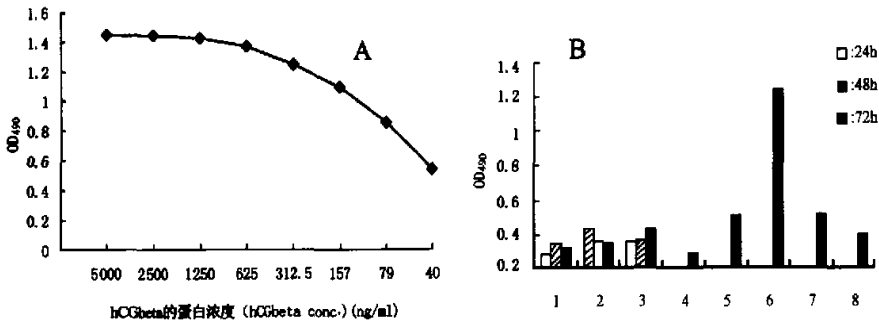 A
OD490
1.6
1.4
1.2
1
0.8
0.6
0.4
0.2
0
5000 2500 1250 625 312.5 157 79 40
hCGbeta的蛋白浓度 (hCGbeta conc.) (ng/ml)
B
:24h
:48h
:72h
OD490
1.4
1.2
1
0.8
0.6
0.4
0.2
1 2 3 4 5 6 7 8